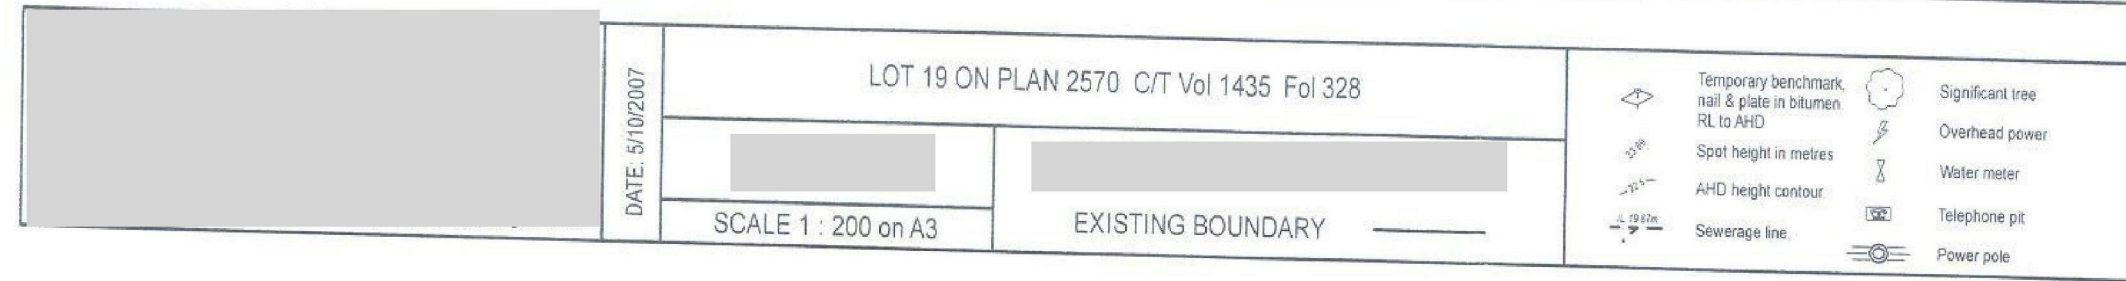 DATE: 5/10/2007
LOT 19 ON PLAN 2570 C/T Vol 1435 Fol 328
SCALE 1 : 200 on A3
EXISTING BOUNDARY
Temporary benchmark,
nail & plate in bitumen
RL to AHD
Spot height in metres
AHD height contour
Sewerage line
Significant tree
Overhead power
Water meter
Telephone pit
Power pole